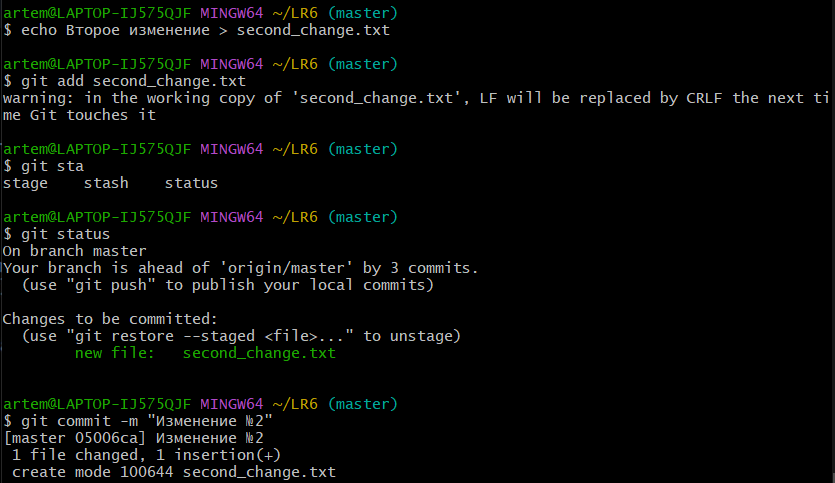 artem@LAPTOP-IJ575QJF MINGW64 ~/LR6 (master)
$ echo Второе изменение > second_change.txt
artem@LAPTOP-IJ575QJF MINGW64 ~/LR6 (master)
$ git add second_change.txt
warning: in the working copy of 'second_change.txt', LF will be replaced by CRLF the next ti
me Git touches it
artem@LAPTOP-IJ575QJF MINGW64 ~/LR6 (master)
$ git sta
stage    stash    status
artem@LAPTOP-IJ575QJF MINGW64 ~/LR6 (master)
$ git status
On branch master
Your branch is ahead of 'origin/master' by 3 commits.
  (use "git push" to publish your local commits)
Changes to be committed:
  (use "git restore --staged <file>..." to unstage)
        new file:   second_change.txt
artem@LAPTOP-IJ575QJF MINGW64 ~/LR6 (master)
$ git commit -m "Изменение №2"
[master 05006ca] Изменение №2
 1 file changed, 1 insertion(+)
 create mode 100644 second_change.txt